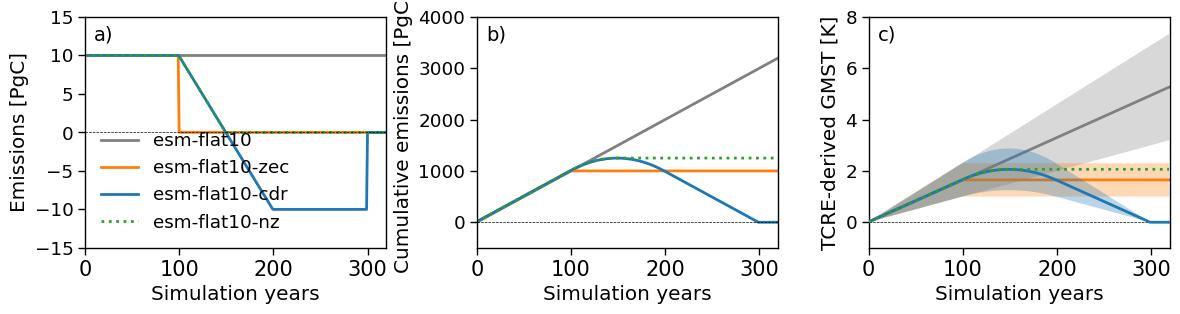 a)
Emissions [PgC]
15
10
5
0
−5
−10
−15
esm-flat10
esm-flat10-zec
esm-flat10-cdr
esm-flat10-nz
0 100 200 300
Simulation years
b)
Cumulative emissions [PgC
4000
3000
2000
1000
0
0 100 200 300
Simulation years
c)
TCRE-derived GMST [K]
8
6
4
2
0
0 100 200 300
Simulation years